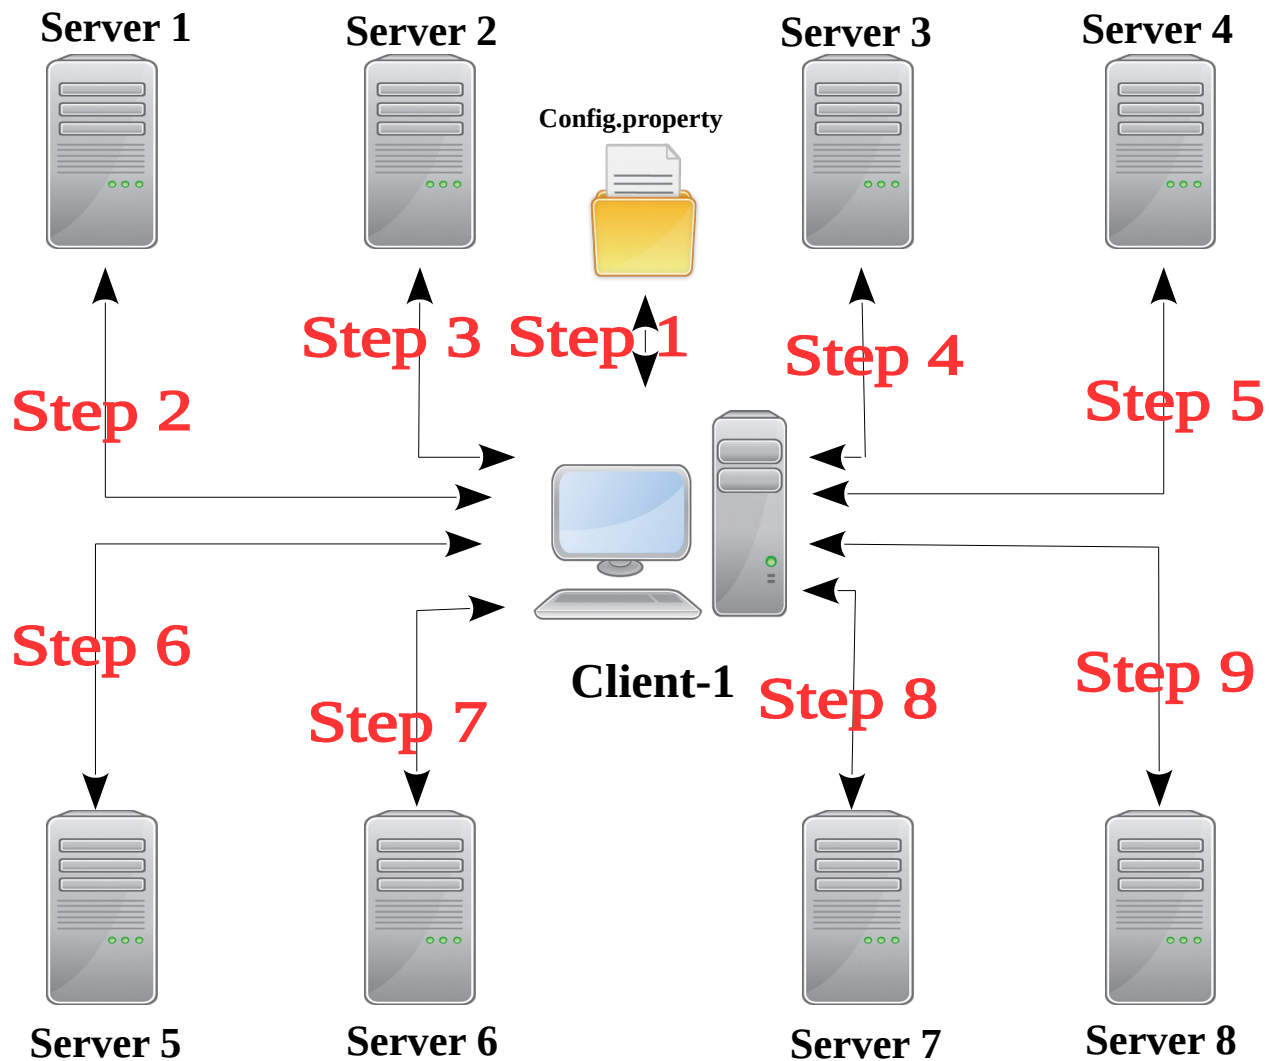 Server 1
Server 2
Server 3
Server 4
Config.property
Step 3
Step 1
Step 4
Step 2
Step 5
Step 6
Client-1
Step 7
Step 8
Step 9
Server 5
Server 6
Server 7
Server 8